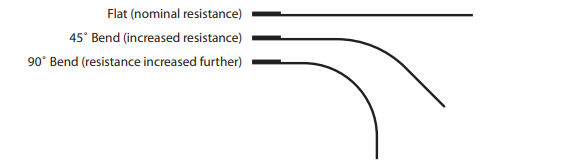 Flat (nominal resistance)
45˚ Bend (increased resistance)
90˚ Bend (resistance increased further)